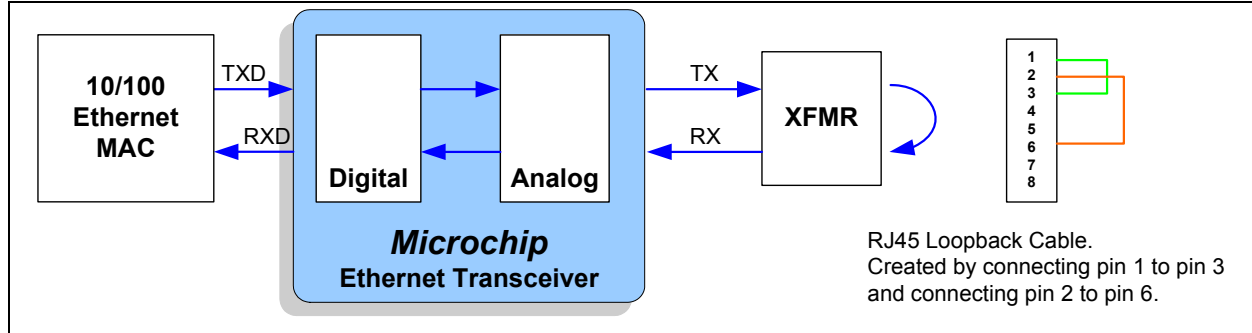 10/100
Ethernet
MAC
TXD
RXD
Digital
Analog
Microchip
Ethernet Transceiver
TX
RX
XFMR
1
2
3
4
5
6
7
8
RJ45 Loopback Cable.
Created by connecting pin 1 to pin 3
and connecting pin 2 to pin 6.